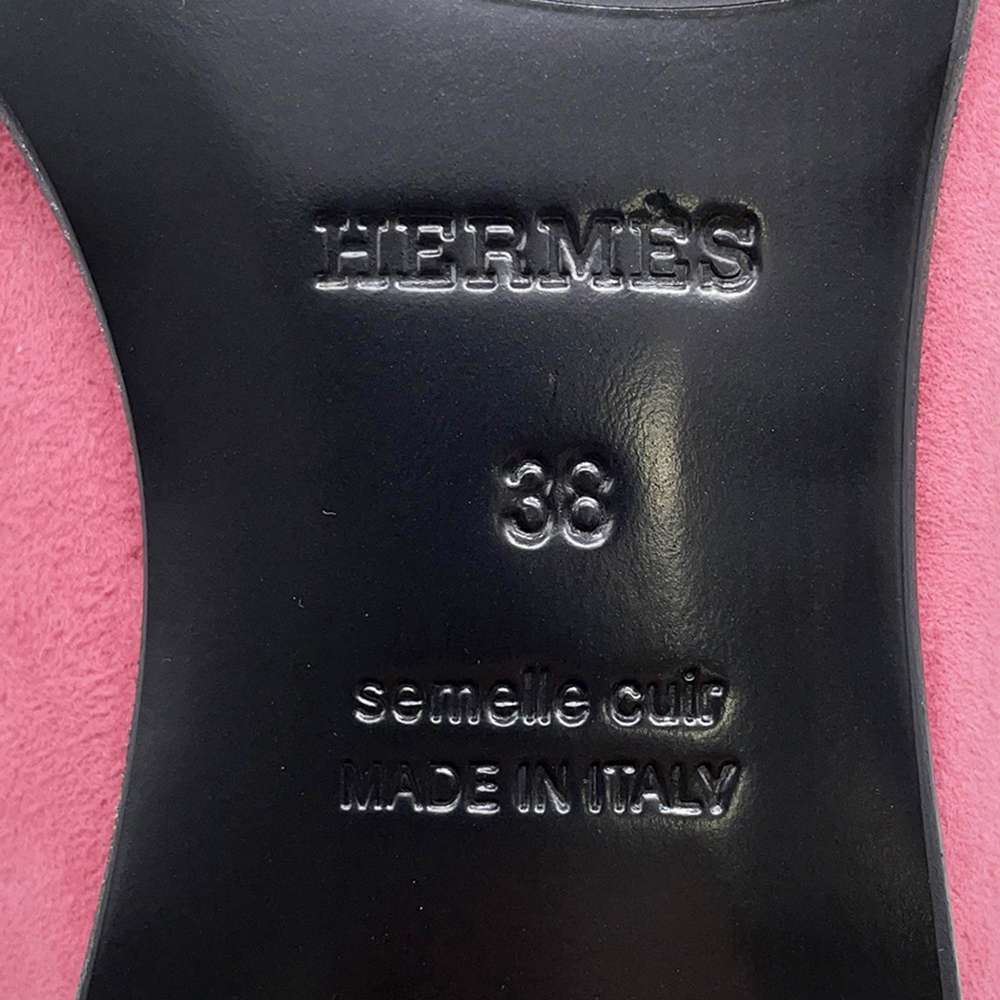 HERMÈS
38
semelle cuir
MADE IN ITALY